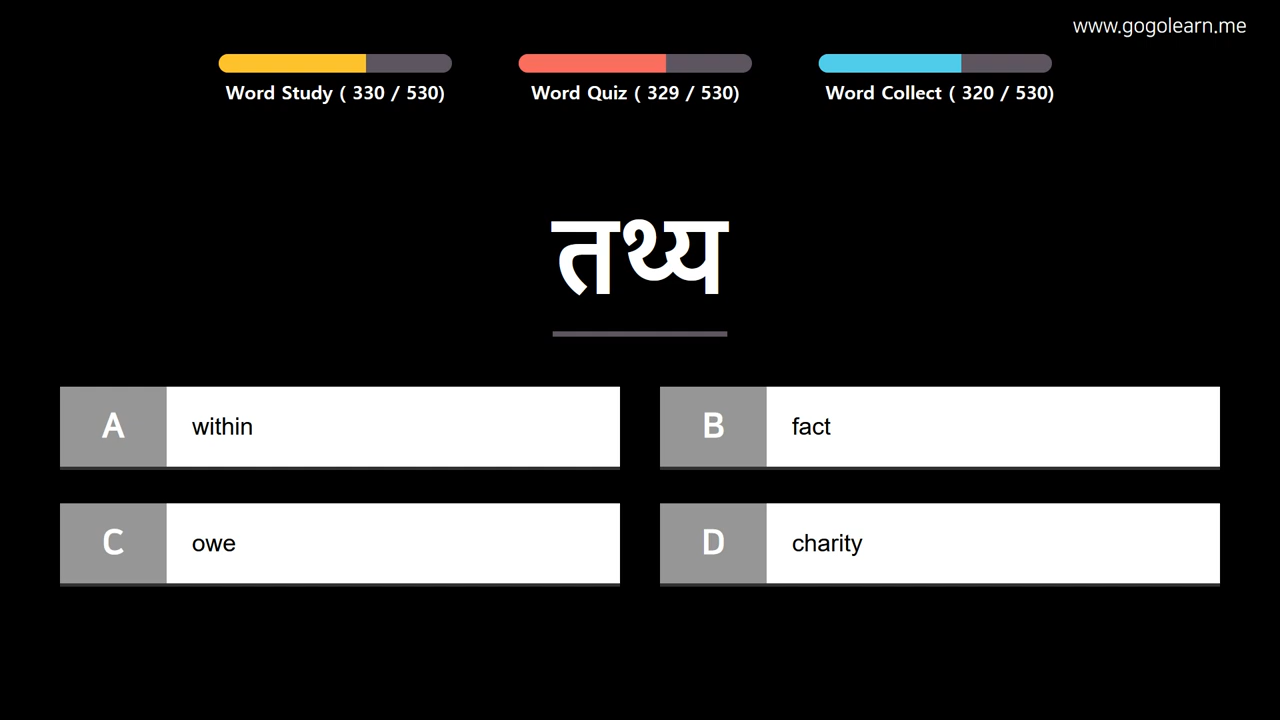 www.gogolearn.me
Word Study ( 330 / 530)
Word Quiz ( 329 / 530)
Word Collect ( 320 / 530)
तथ्य
A within
B fact
C owe
D charity